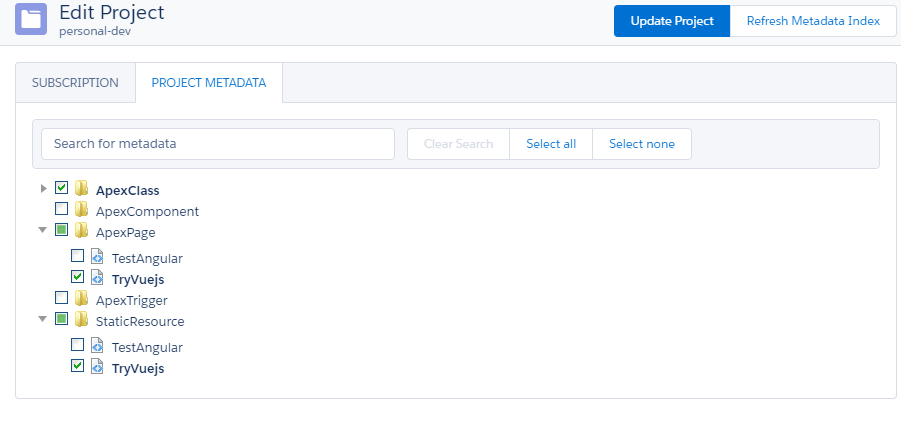 Edit Project
personal-dev
Update Project
Refresh Metadata Index
SUBSCRIPTION
PROJECT METADATA
Search for metadata
Clear Search
Select all
Select none
ApexClass
ApexComponent
ApexPage
TestAngular
TryVuejs
ApexTrigger
StaticResource
TestAngular
TryVuejs